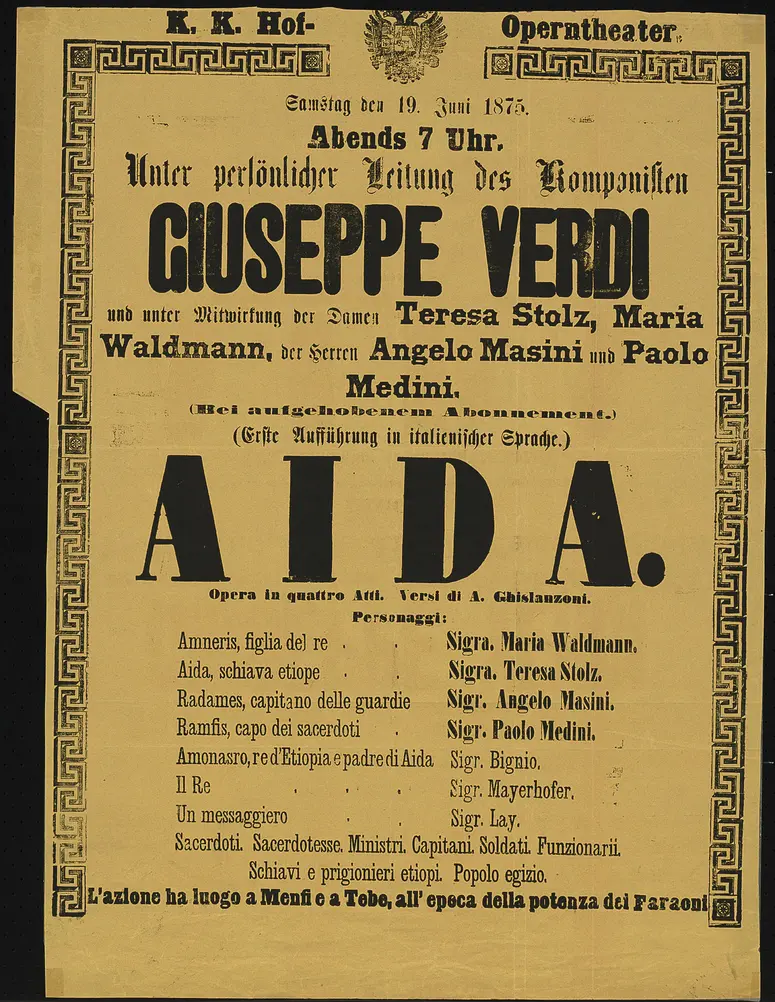 K. K. Hof- Operntheater.
Samstag den 19. Juni 1875.
Abends 7 Uhr.
Unter persönlicher Leitung des Komponisten
GIUSEPPE VERDI
und unter Mitwirkung der Damen Teresa Stolz, Maria
Waldmann, der Herren Angelo Masini und Paolo
Medini.
(Bei aufgehobenem Abonnement.)
(Erste Aufführung in italienischer Sprache.)
AIDA.
Opera in quattro Atti. Versi di A. Ghislanzoni.
Personaggi:
Amneris, figlia del re . . Sigra. Maria Waldmann.
Aida, schiava etiope . . Sigra. Teresa Stolz.
Radames, capitano delle guardie Sigr. Angelo Masini.
Ramfis, capo dei sacerdoti . Sigr. Paolo Medini.
Amonasro, re d'Etiopia e padre di Aida Sigr. Bignio.
Il Re . . . Sigr. Mayerhofer.
Un messaggiero . . Sigr. Lay.
Sacerdoti. Sacerdotesse. Ministri. Capitani. Soldati. Funzionarii.
Schiavi e prigionieri etiopi. Popolo egizio.
L'azione ha luogo a Menfi e a Tebe, all' epoca della potenza dei Faraoni